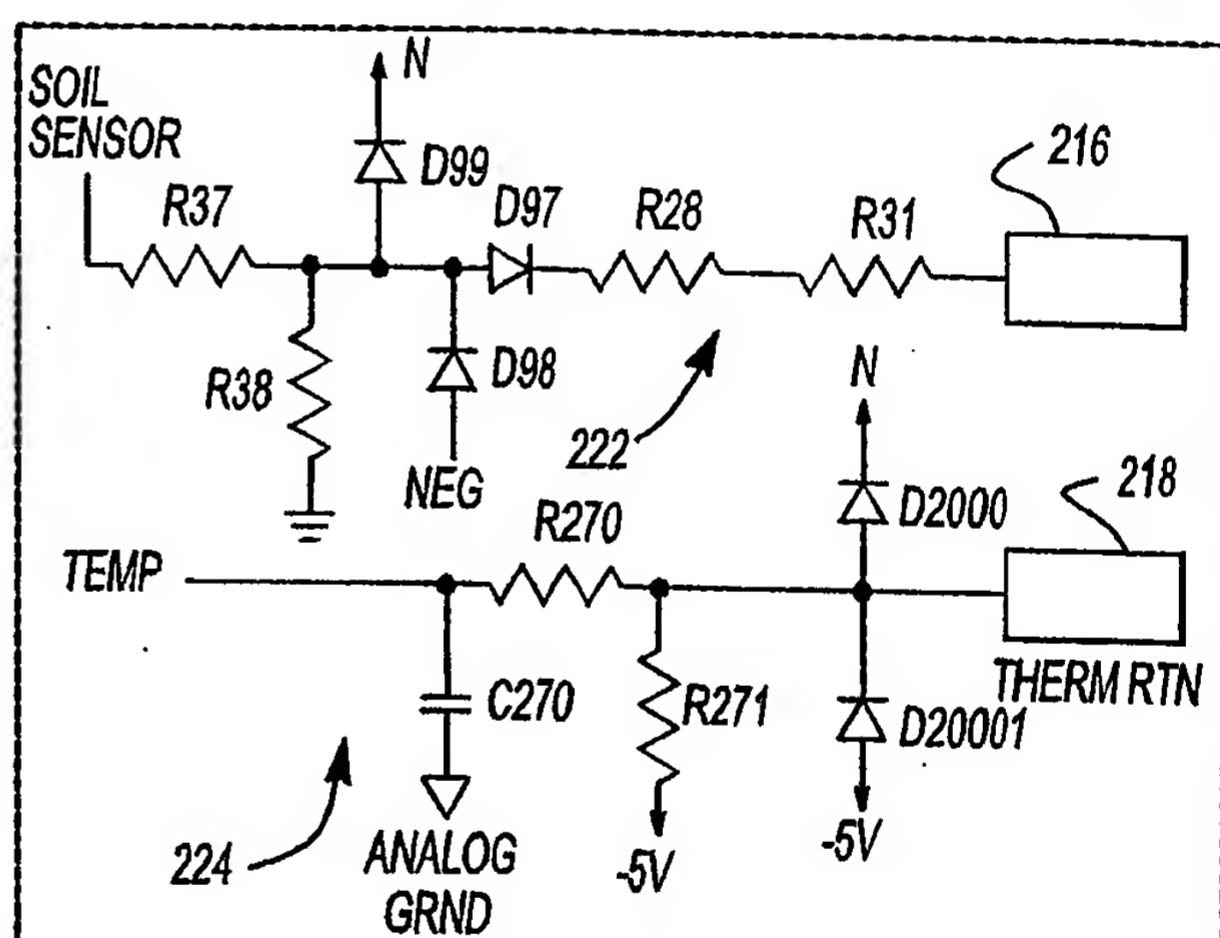 SOIL
SENSOR
N
D99
R37
D97
R28
R31
216
R38
D98
NEG
222
N
D2000
218
TEMP
R270
C270
R271
THERM RTN
D20001
224
ANALOG
GRND
-5V
-5V